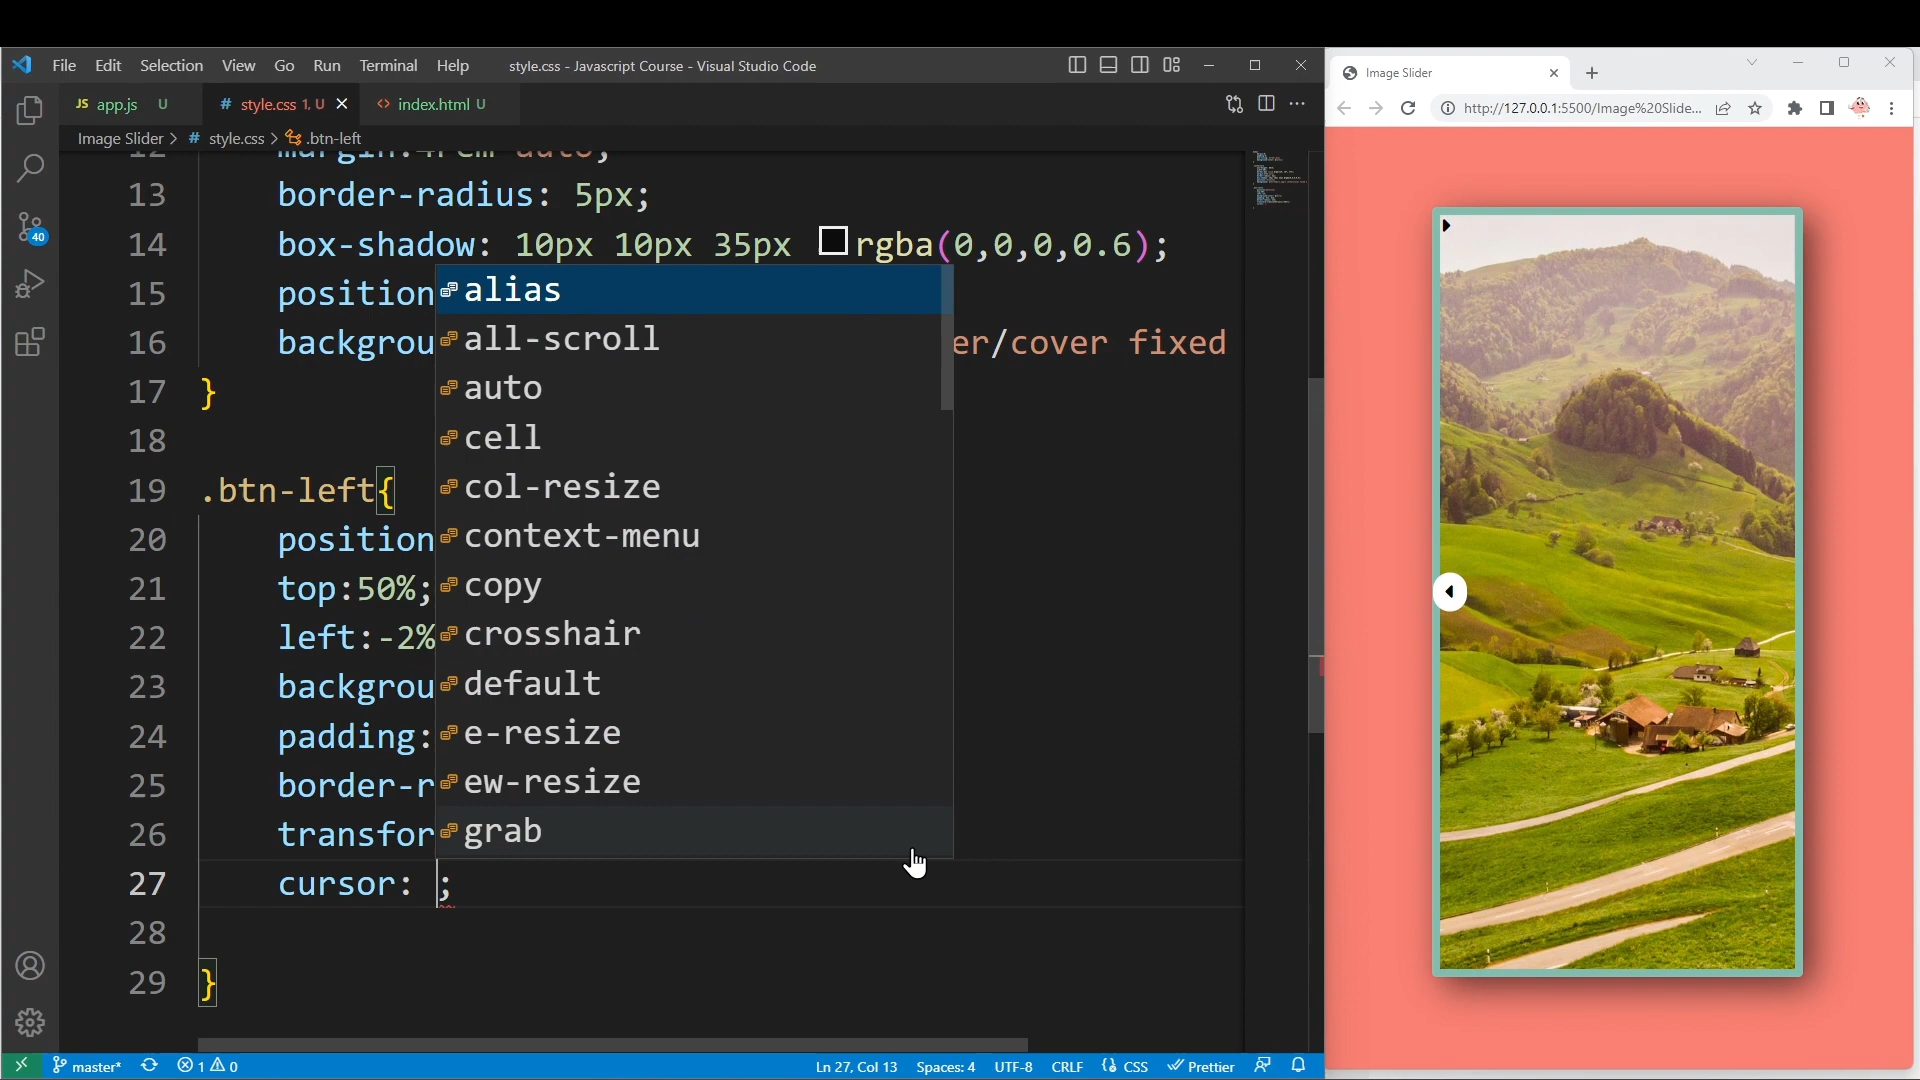 File Edit Selection View Go Run Terminal Help style.css - Javascript Course - Visual Studio Code
JS app.js U # style.css 1, U <> index.html U
Image Slider > # style.css > .btn-left
13 border-radius: 5px;
14 box-shadow: 10px 10px 35px rgba(0,0,0,0.6);
15 position
16 backgrou er/cover fixed
17 }
18
19 .btn-left{
20 position
21 top:50%;
22 left:-2%
23 backgrou
24 padding:
25 border-r
26 transfor
27 cursor: ;
28
29 }
alias
all-scroll
auto
cell
col-resize
context-menu
copy
crosshair
default
e-resize
ew-resize
grab
40
master* 1 0 Ln 27, Col 13 Spaces: 4 UTF-8 CRLF CSS Prettier
Image Slider
http://127.0.0.1:5500/Image%20Slide...